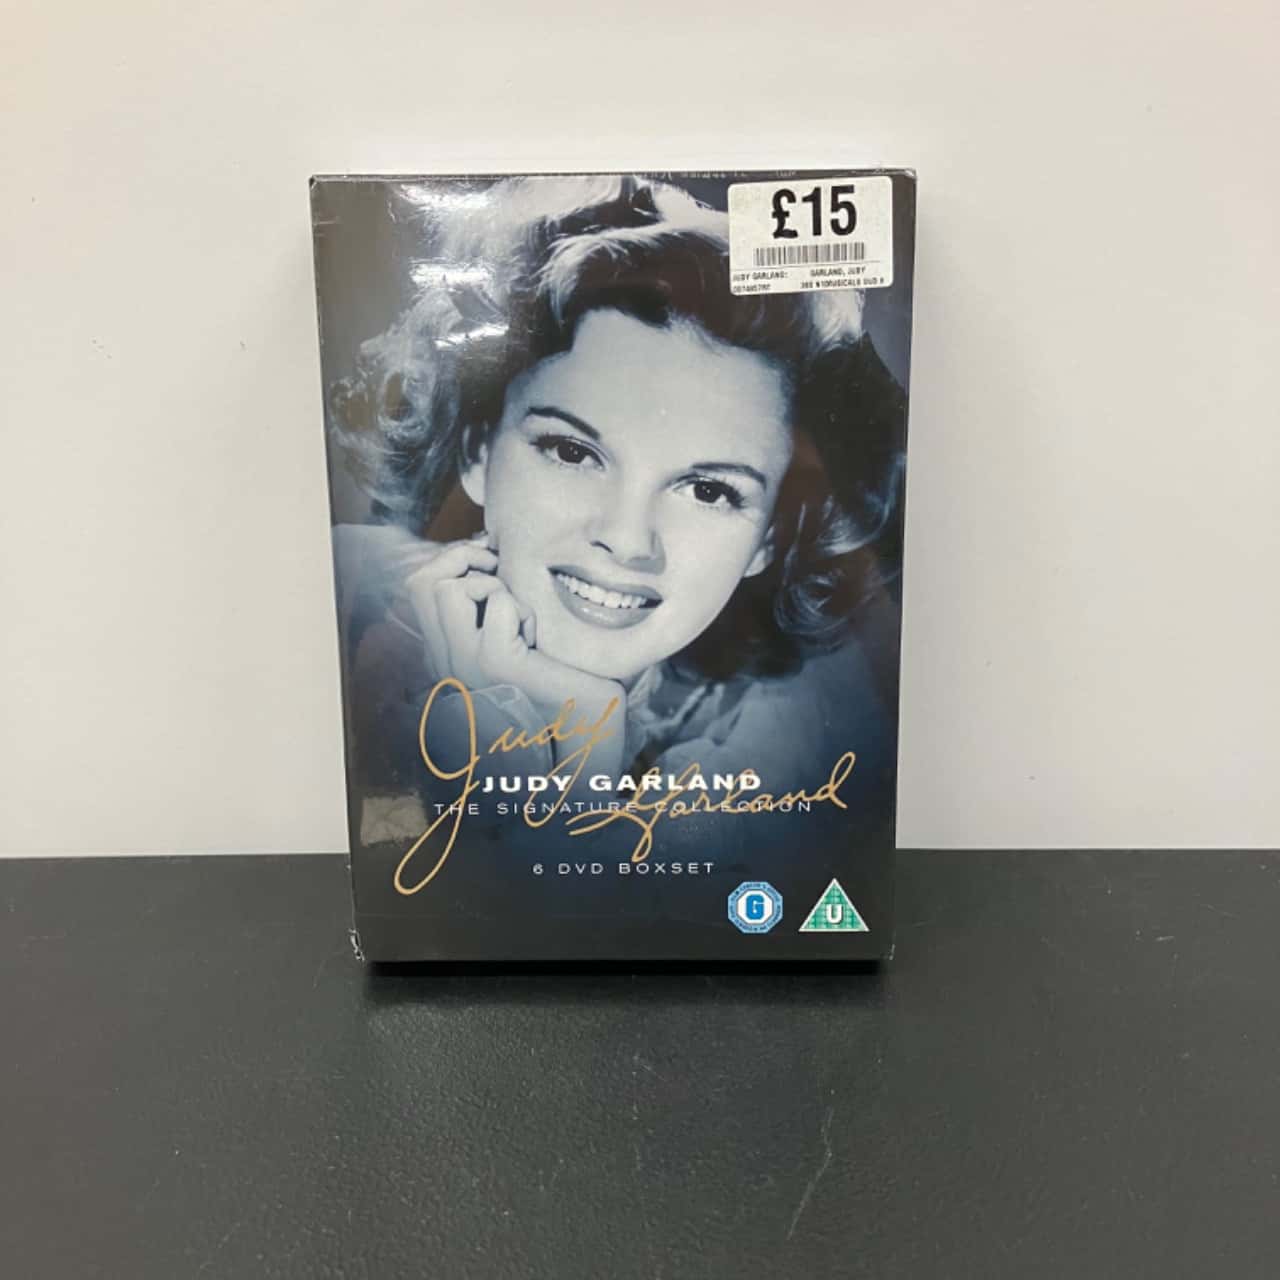 £15
JUDY GARLAND: GARLAND, JUDY
Judy Garland
JUDY GARLAND
THE SIGNATURE COLLECTION
6 DVD BOXSET
G
U